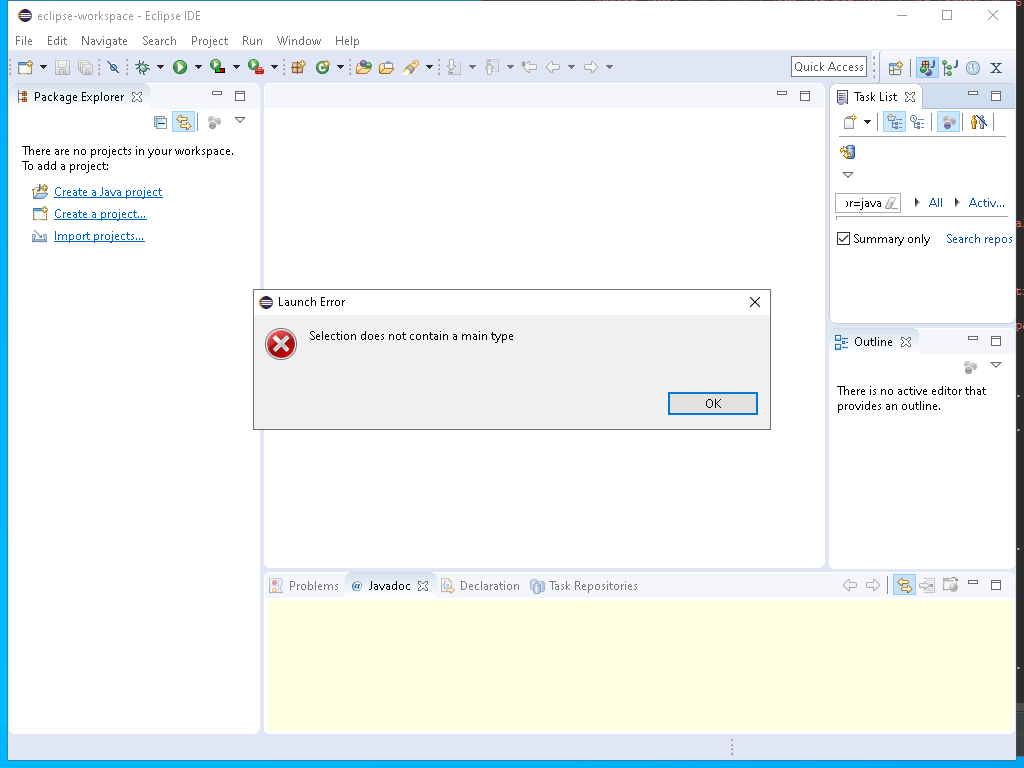 eclipse-workspace - Eclipse IDE
File Edit Navigate Search Project Run Window Help
Quick Access
Package Explorer
There are no projects in your workspace.
To add a project:
Create a Java project
Create a project...
Import projects...
Task List
or=java
All
Activ...
Summary only
Search repos
Launch Error
Selection does not contain a main type
OK
Outline
There is no active editor that
provides an outline.
Problems
@ Javadoc
Declaration
Task Repositories